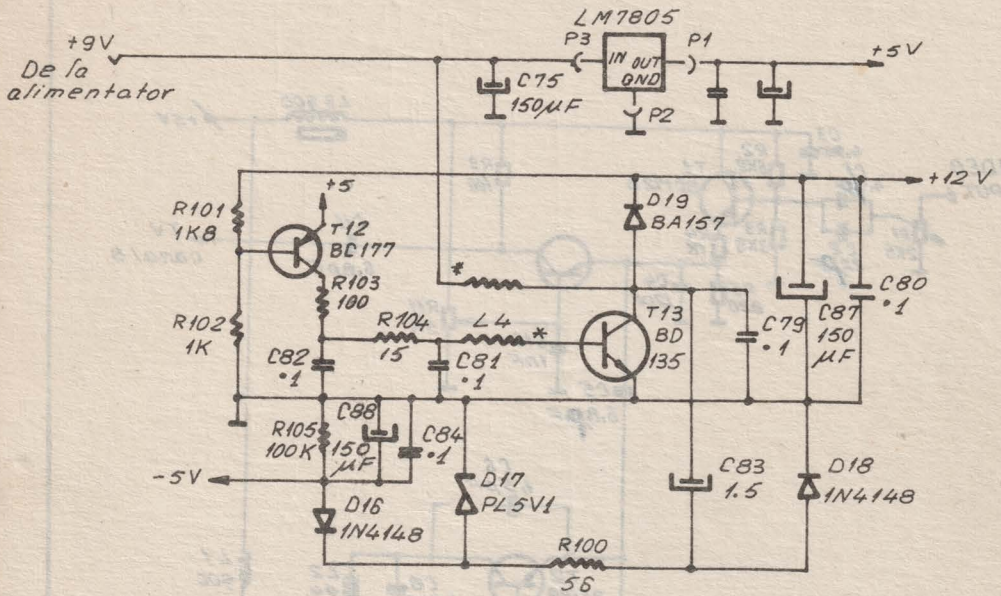 LM7805
+9V
P3
P1
+5V
IN OUT
GND
De la
alimentator
C75
150µF
P2
+12V
+5
D19
BA157
R101
1K8
T12
BC177
*
R103
100
C80
•1
T13
BD
135
C79
•1
C87
150
µF
R102
1K
R104
15
L4
*
C82
•1
C81
•1
C88
150
µF
R105
100K
C84
•1
-5V
D17
PL5V1
C83
1.5
D18
1N4148
D16
1N4148
R100
56